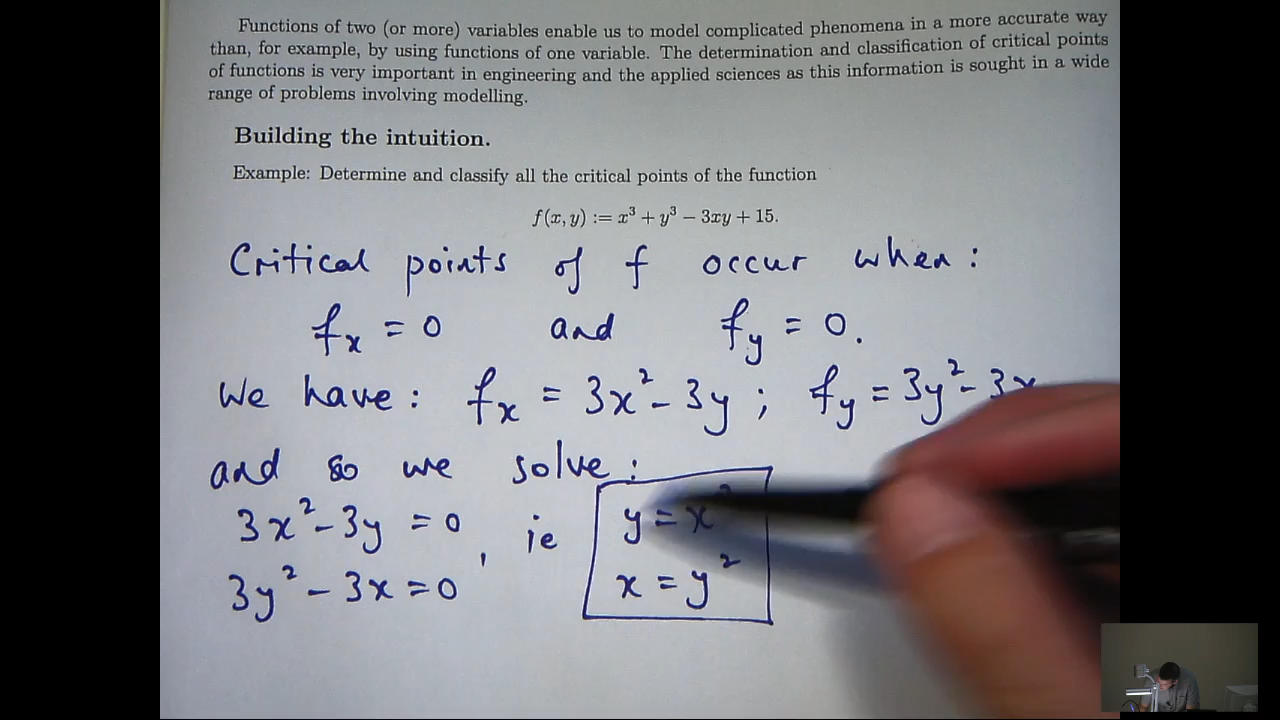 Functions of two (or more) variables enable us to model complicated phenomena in a more accurate way
than, for example, by using functions of one variable. The determination and classification of critical points
of functions is very important in engineering and the applied sciences as this information is sought in a wide
range of problems involving modelling.
Building the intuition.
Example: Determine and classify all the critical points of the function
f(x, y) := x³ + y³ − 3xy + 15.
Critical points of f occur when:
fₓ = 0 and f_y = 0.
We have: fₓ = 3x² − 3y ; f_y = 3y² − 3x
and so we solve:
3x² − 3y = 0
3y² − 3x = 0 , ie
y = x²
x = y²